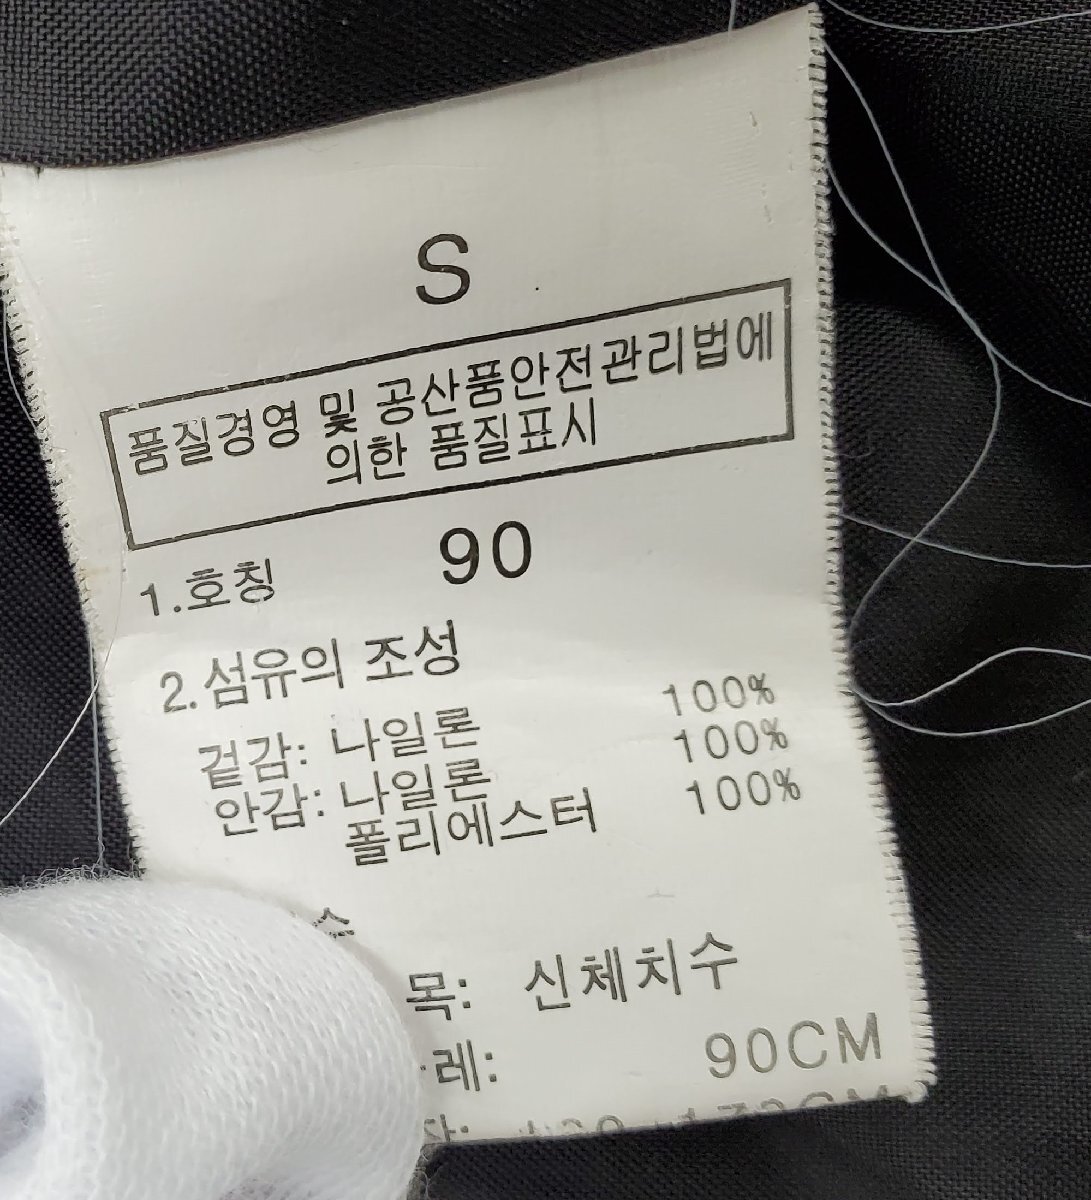 S
품질경영 및 공산품안전관리법에
의한 품질표시
1.호칭 90
2.섬유의 조성
겉감: 나일론 100%
안감: 나일론 100%
폴리에스터 100%
수
목: 신체치수
레: 90CM